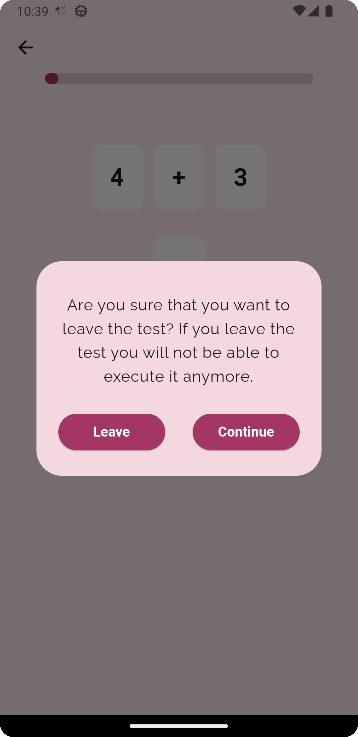 10:39
4 + 3
Are you sure that you want to
leave the test? If you leave the
test you will not be able to
execute it anymore.
Leave Continue